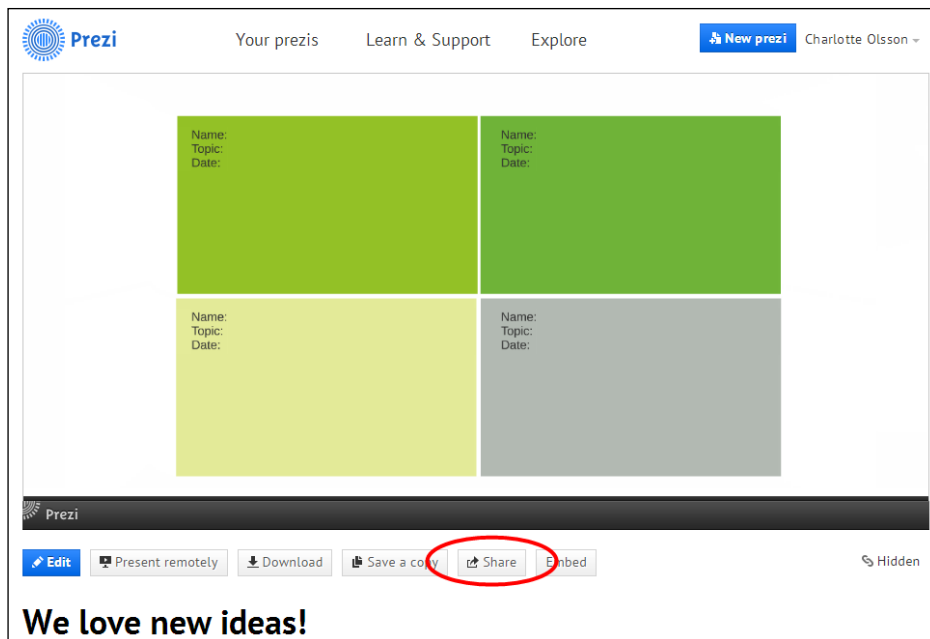 Prezi Your prezis Learn & Support Explore New prezi Charlotte Olsson
Name: Name:
Topic: Topic:
Date: Date:
Name: Name:
Topic: Topic:
Date: Date:
Prezi
Edit Present remotely Download Save a copy Share Embed Hidden
We love new ideas!